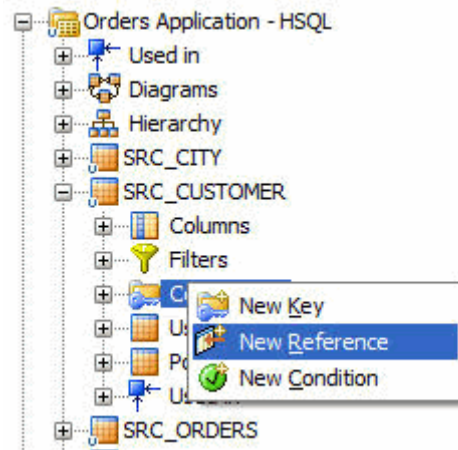 Orders Application - HSQL
Used in
Diagrams
Hierarchy
SRC_CITY
SRC_CUSTOMER
Columns
Filters
New Key
New Reference
New Condition
SRC_ORDERS